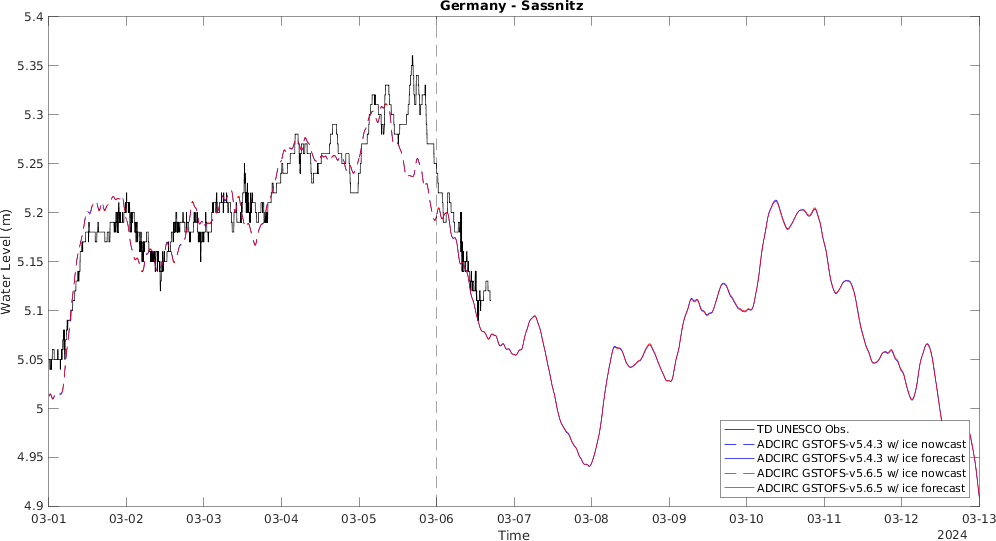 Germany - Sassnitz
5.4
5.35
5.3
5.25
5.2
5.15
5.1
5.05
5
4.95
4.9
Water Level (m)
TD UNESCO Obs.
ADCIRC GSTOFS-v5.4.3 w/ ice nowcast
ADCIRC GSTOFS-v5.4.3 w/ ice forecast
ADCIRC GSTOFS-v5.6.5 w/ ice nowcast
ADCIRC GSTOFS-v5.6.5 w/ ice forecast
03-01 03-02 03-03 03-04 03-05 03-06 03-07 03-08 03-09 03-10 03-11 03-12 03-13
Time
2024